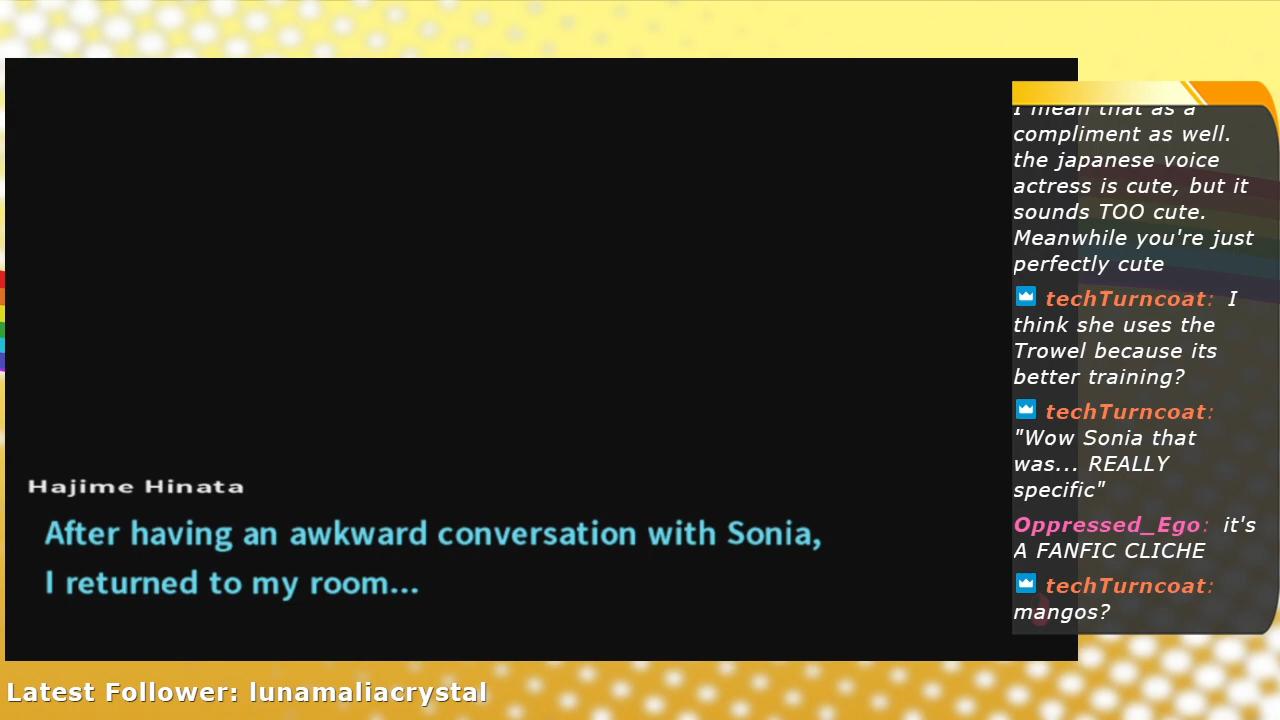 Hajime Hinata
After having an awkward conversation with Sonia,
I returned to my room...
I mean that as a
compliment as well.
the japanese voice
actress is cute, but it
sounds TOO cute.
Meanwhile you're just
perfectly cute
techTurncoat: I
think she uses the
Trowel because its
better training?
techTurncoat:
"Wow Sonia that
was... REALLY
specific"
Oppressed_Ego: it's
A FANFIC CLICHE
techTurncoat:
mangos?
Latest Follower: lunamaliacrystal